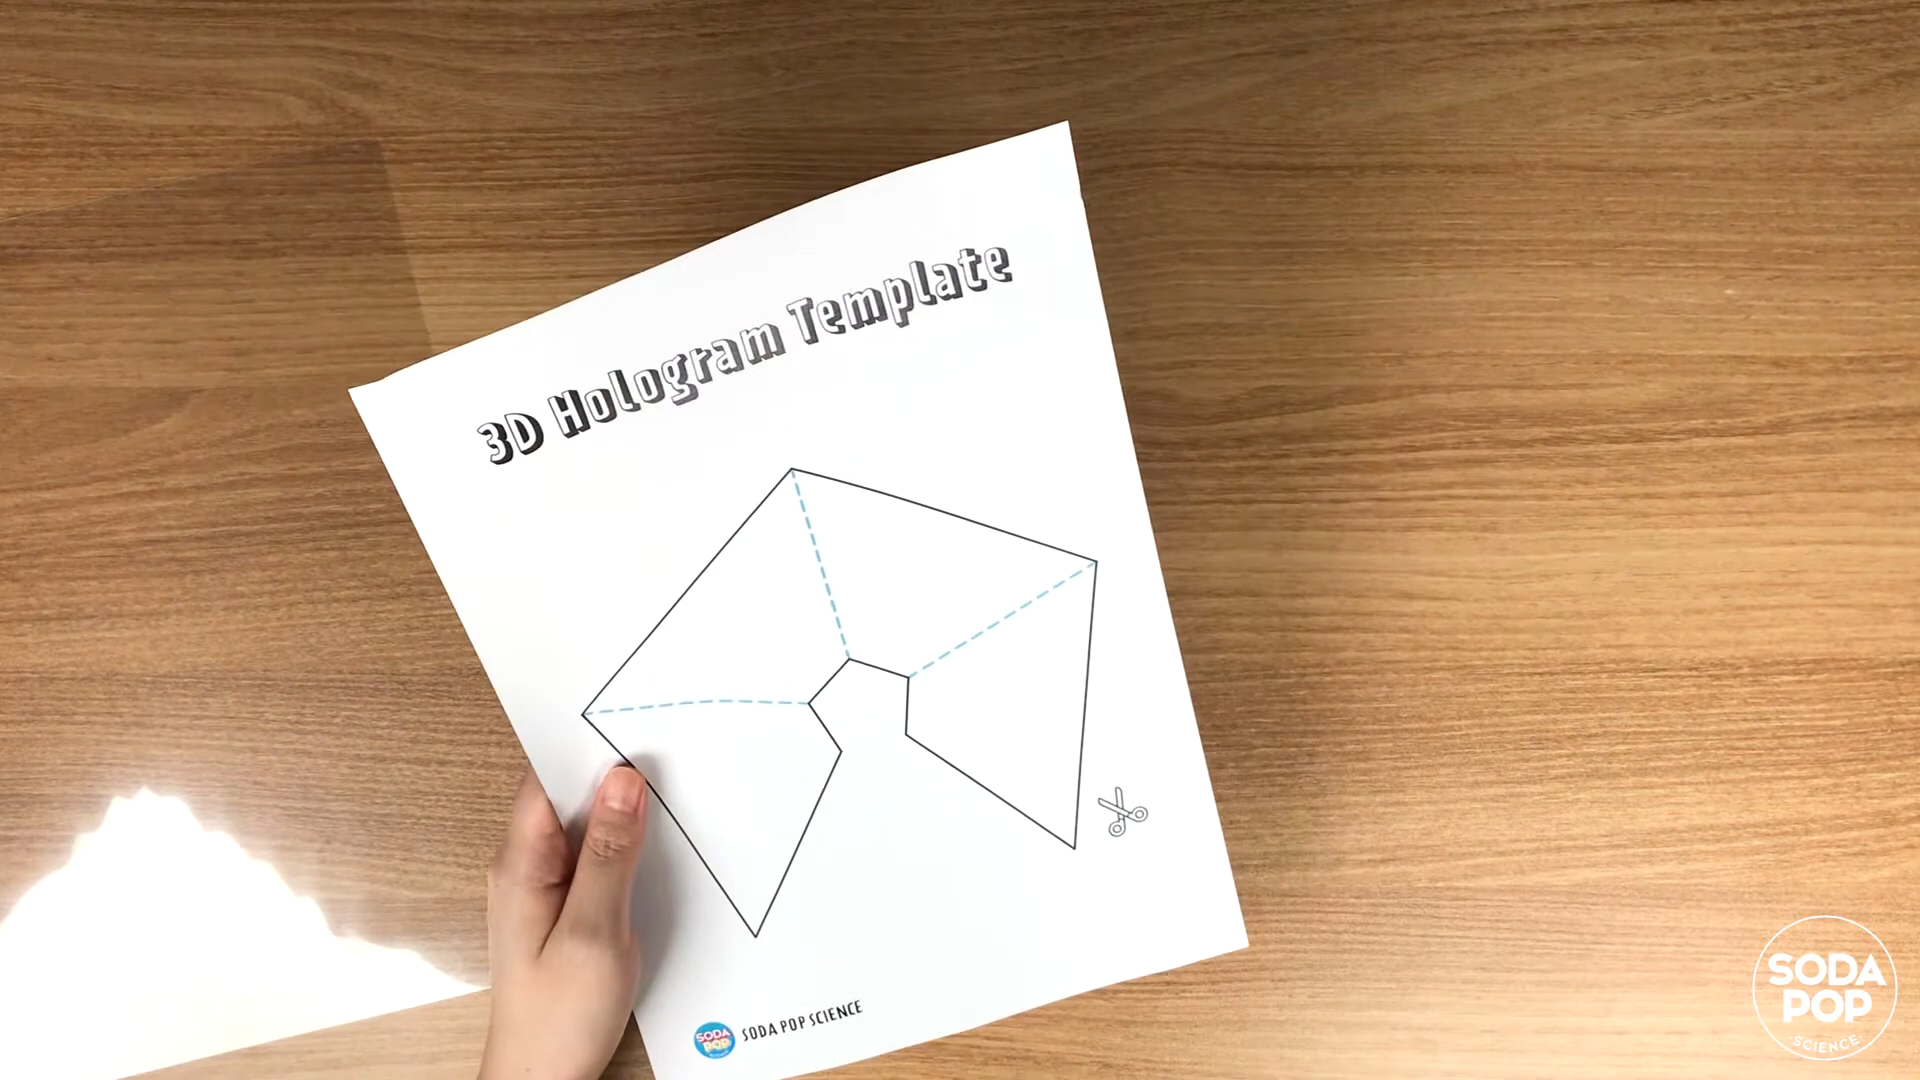 3D Hologram Template
SODA
POP
SODA POP SCIENCE
SODA
POP
SCIENCE